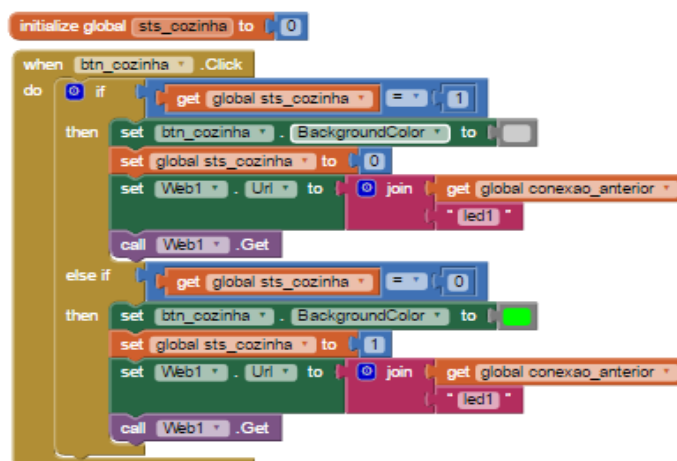 initialize global sts_cozinha to 0
when btn_cozinha .Click
do if get global sts_cozinha = 1
then set btn_cozinha . BackgroundColor to
set global sts_cozinha to 0
set Web1 . Url to join get global conexao_anterior
" led1 "
call Web1 .Get
else if get global sts_cozinha = 0
then set btn_cozinha . BackgroundColor to
set global sts_cozinha to 1
set Web1 . Url to join get global conexao_anterior
" led1 "
call Web1 .Get